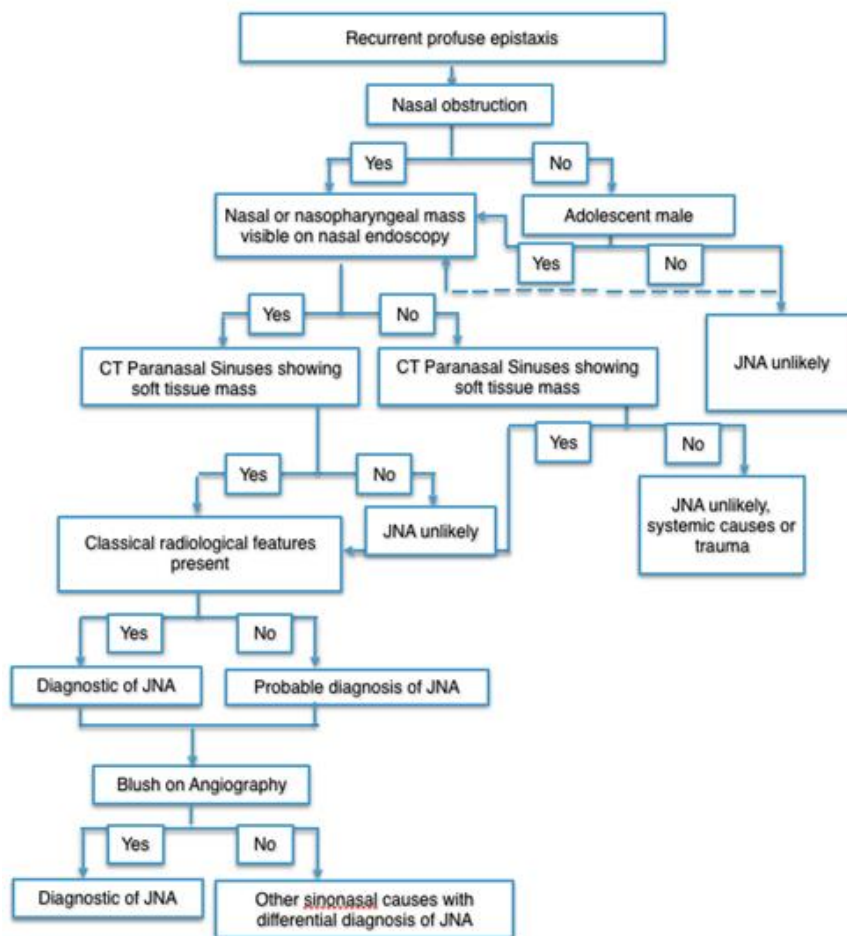 Recurrent profuse epistaxis
Nasal obstruction
Yes
No
Nasal or nasopharyngeal mass
visible on nasal endoscopy
Adolescent male
Yes
No
Yes
No
CT Paranasal Sinuses showing
soft tissue mass
CT Paranasal Sinuses showing
soft tissue mass
JNA unlikely
Yes
No
Yes
No
Classical radiological features
present
JNA unlikely
JNA unlikely,
systemic causes or
trauma
Yes
No
Diagnostic of JNA
Probable diagnosis of JNA
Blush on Angiography
Yes
No
Diagnostic of JNA
Other sinonasal causes with
differential diagnosis of JNA